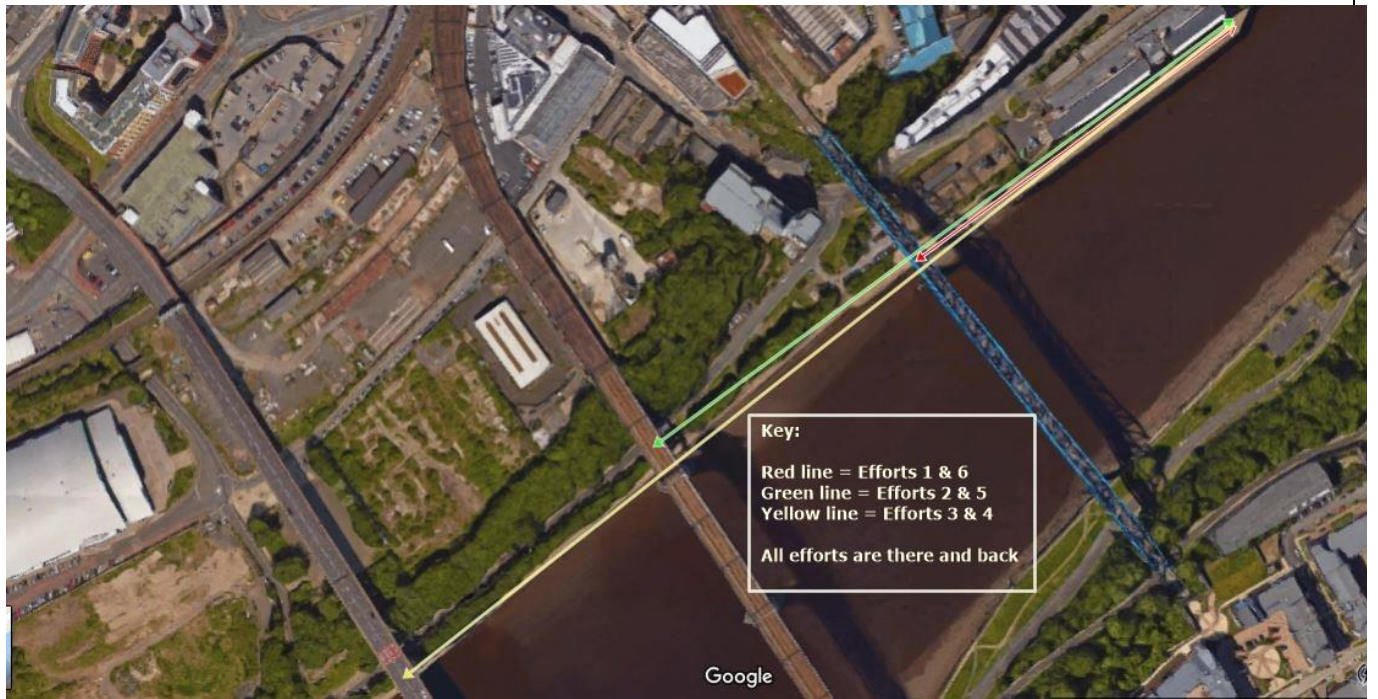 Key:
Red line = Efforts 1 & 6
Green line = Efforts 2 & 5
Yellow line = Efforts 3 & 4
All efforts are there and back
Google